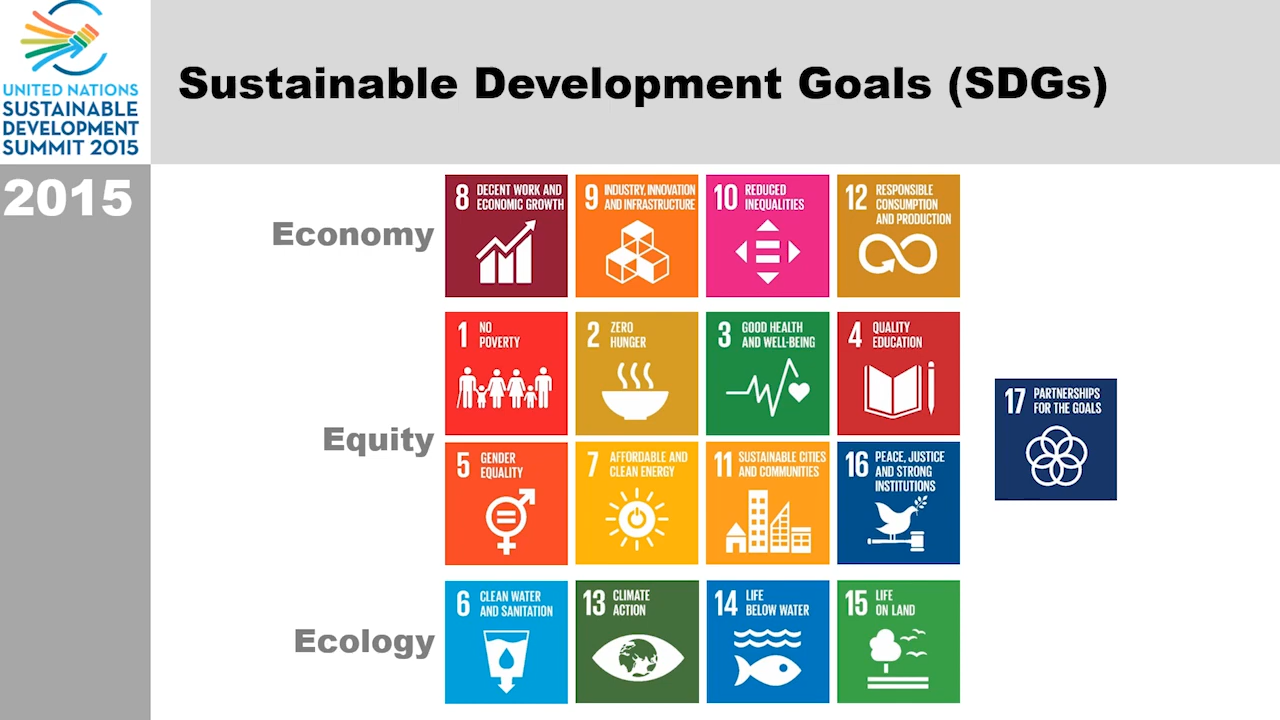 UNITED NATIONS
SUSTAINABLE
DEVELOPMENT
SUMMIT 2015
Sustainable Development Goals (SDGs)
2015
Economy
8 DECENT WORK AND
ECONOMIC GROWTH
9 INDUSTRY, INNOVATION
AND INFRASTRUCTURE
10 REDUCED
INEQUALITIES
12 RESPONSIBLE
CONSUMPTION
AND PRODUCTION
Equity
1 NO
POVERTY
2 ZERO
HUNGER
3 GOOD HEALTH
AND WELL-BEING
4 QUALITY
EDUCATION
5 GENDER
EQUALITY
7 AFFORDABLE AND
CLEAN ENERGY
11 SUSTAINABLE CITIES
AND COMMUNITIES
16 PEACE, JUSTICE
AND STRONG
INSTITUTIONS
17 PARTNERSHIPS
FOR THE GOALS
Ecology
6 CLEAN WATER
AND SANITATION
13 CLIMATE
ACTION
14 LIFE
BELOW WATER
15 LIFE
ON LAND